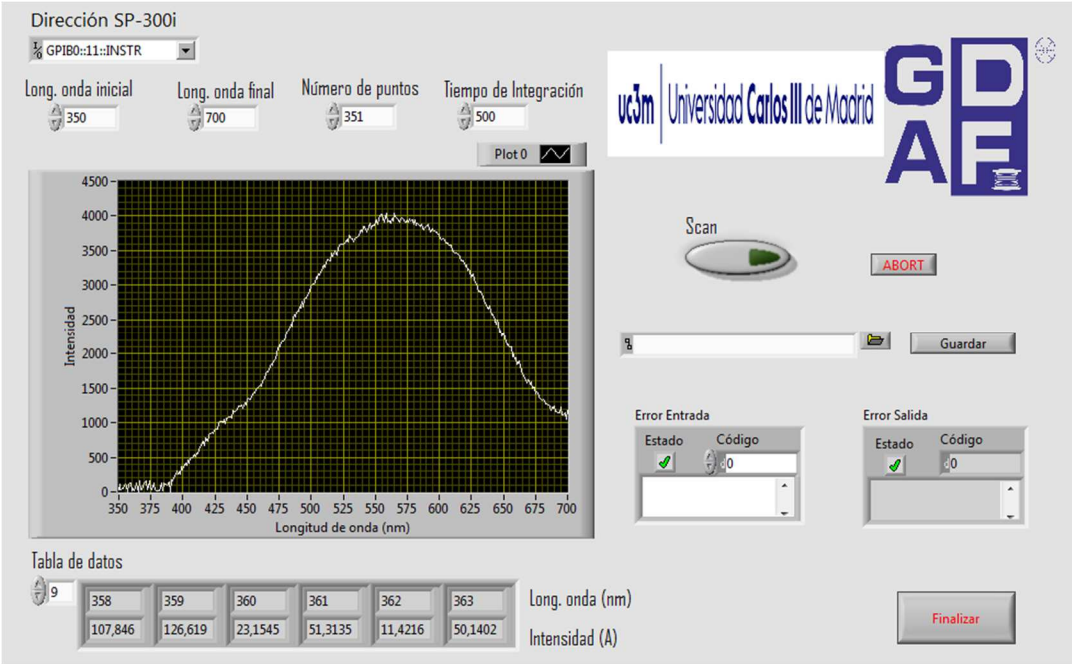 Dirección SP-300i
GPIB0::11::INSTR
Long. onda inicial
Long. onda final
Número de puntos
Tiempo de Integración
350
700
351
500
uc3m | Universidad Carlos III de Madrid
GD
AF
Plot 0
4500
4000
3500
3000
2500
2000
1500
1000
500
0
Intensidad
350 375 400 425 450 475 500 525 550 575 600 625 650 675 700
Longitud de onda (nm)
Scan
ABORT
Guardar
Error Entrada
Estado Código
0
Error Salida
Estado Código
0
Tabla de datos
9
358 359 360 361 362 363 Long. onda (nm)
107,846 126,619 23,1545 51,3135 11,4216 50,1402 Intensidad (A)
Finalizar